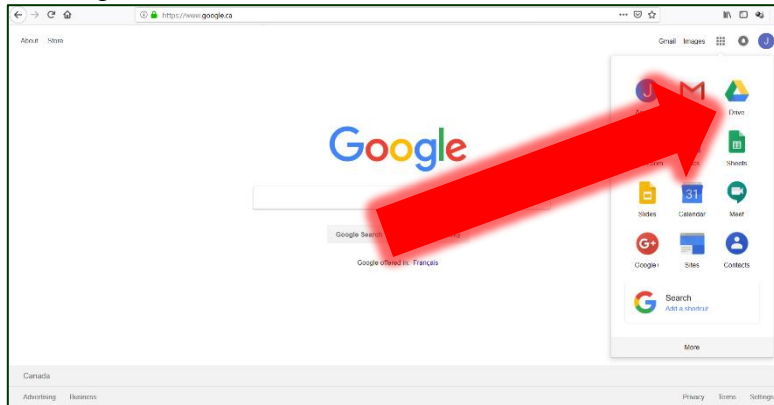 https://www.google.ca
About Store
Gmail Images J
J
Drive
Google
Sheets
31
Slides Calendar Meet
Google Search
G+
Google+ Sites Contacts
Google offered in: Français
G Search
Add a shortcut
More
Canada
Advertising Business Privacy Terms Settings